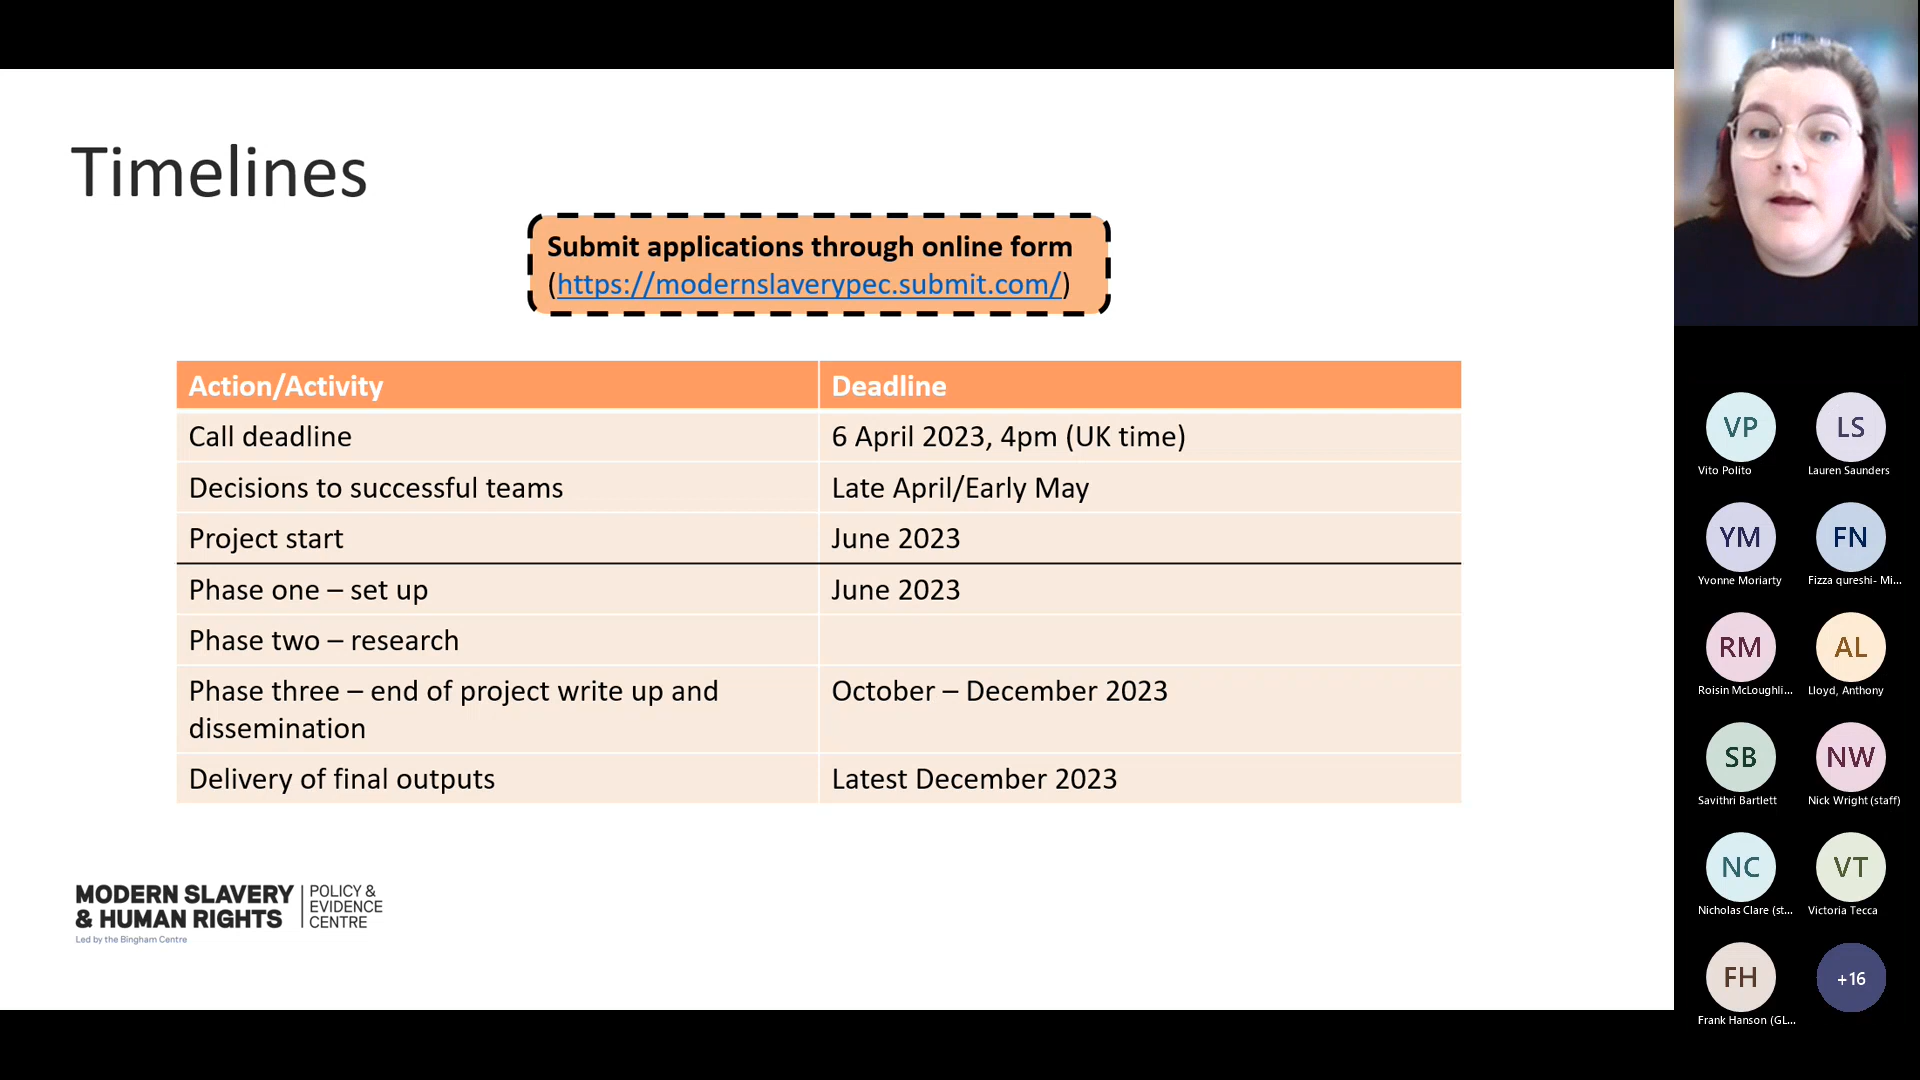 Timelines
Submit applications through online form
(https://modernslaverypec.submit.com/)
Action/Activity Deadline
Call deadline 6 April 2023, 4pm (UK time)
Decisions to successful teams Late April/Early May
Project start June 2023
Phase one – set up June 2023
Phase two – research
Phase three – end of project write up and October – December 2023
dissemination
Delivery of final outputs Latest December 2023
MODERN SLAVERY
& HUMAN RIGHTS
POLICY &
EVIDENCE
CENTRE
Led by the Bingham Centre
VP LS
Vito Polito Lauren Saunders
YM FN
Yvonne Moriarty Fizza qureshi- Mi...
RM AL
Roisin McLoughli... Lloyd, Anthony
SB NW
Savithri Bartlett Nick Wright (staff)
NC VT
Nicholas Clare (st... Victoria Tecca
FH +16
Frank Hanson (GL...